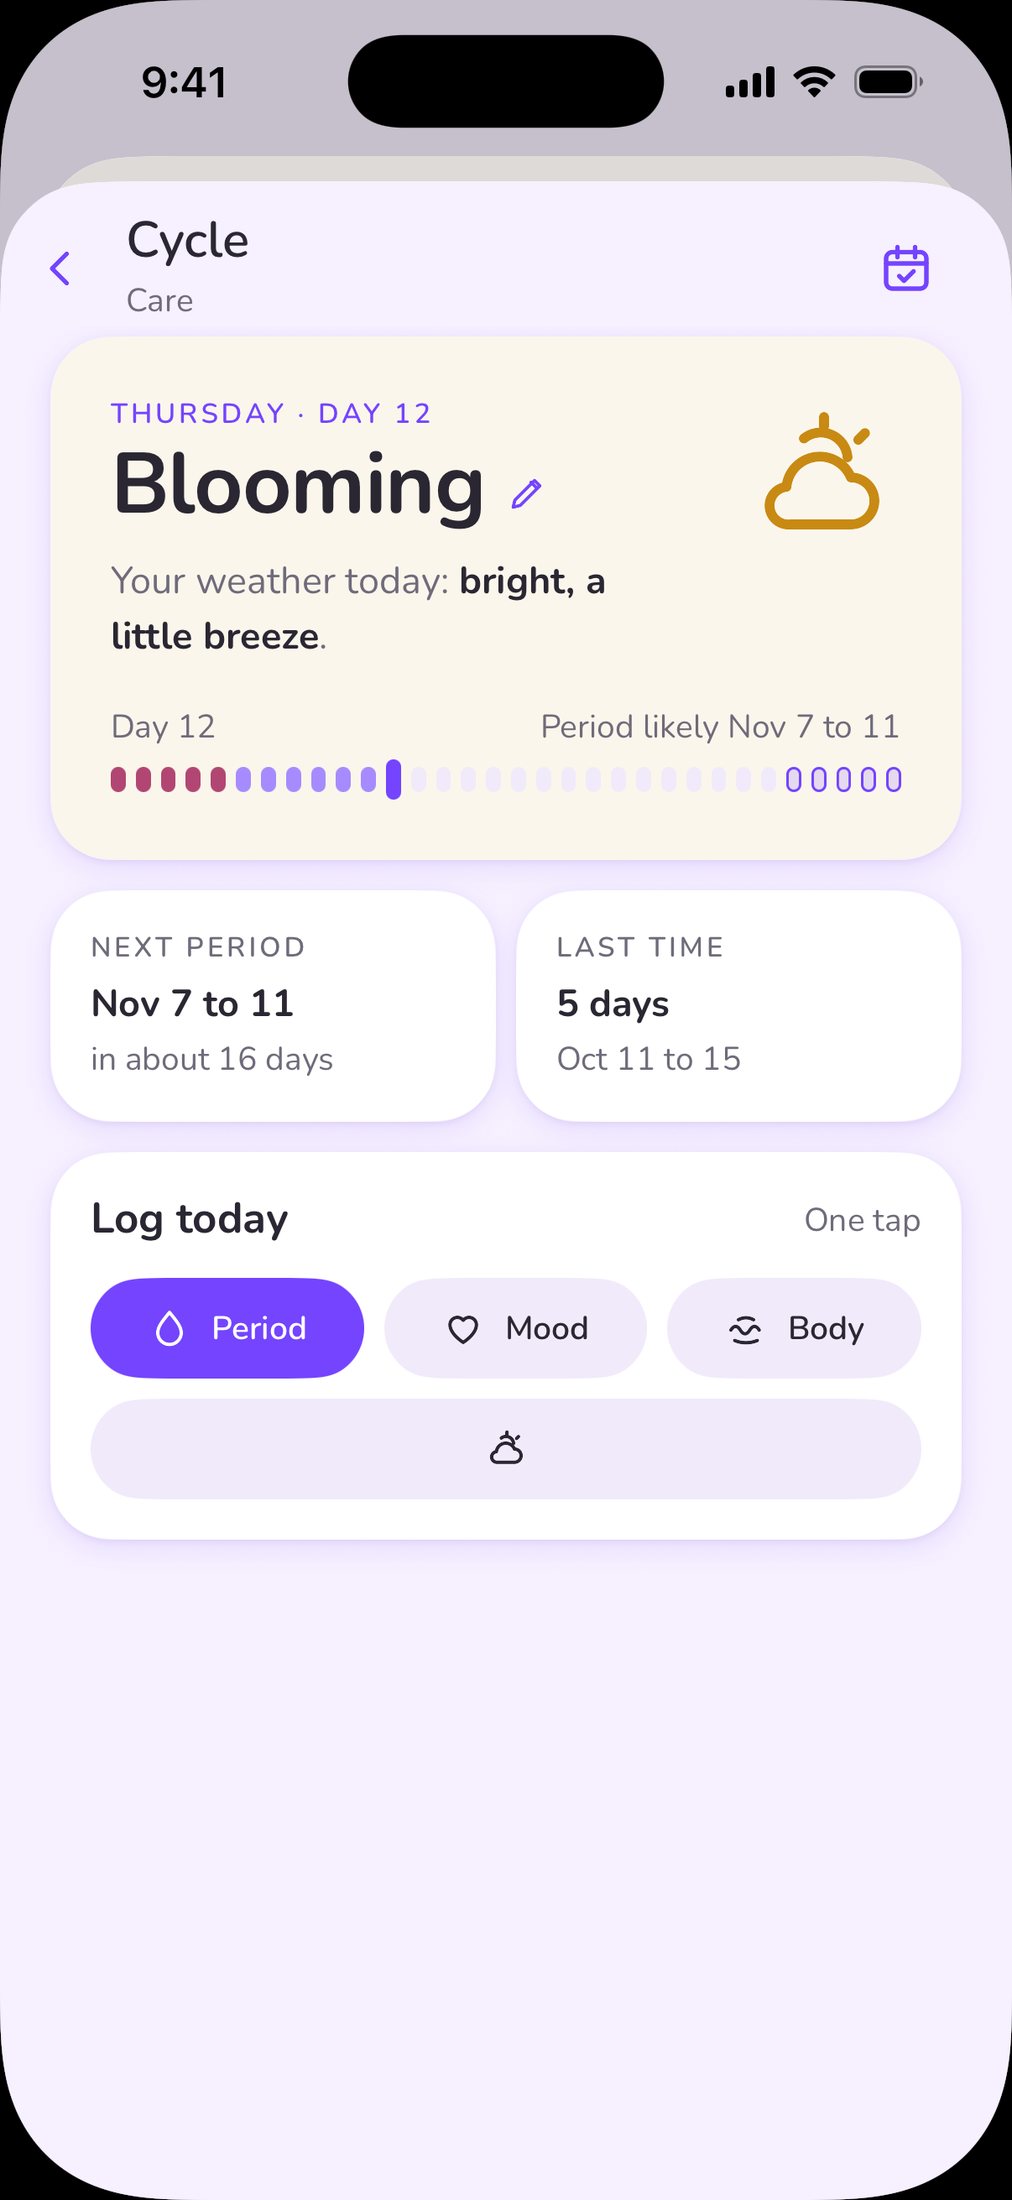 9:41
Cycle
Care
THURSDAY · DAY 12
Blooming
Your weather today: bright, a
little breeze.
Day 12
Period likely Nov 7 to 11
NEXT PERIOD
Nov 7 to 11
in about 16 days
LAST TIME
5 days
Oct 11 to 15
Log today
One tap
Period
Mood
Body